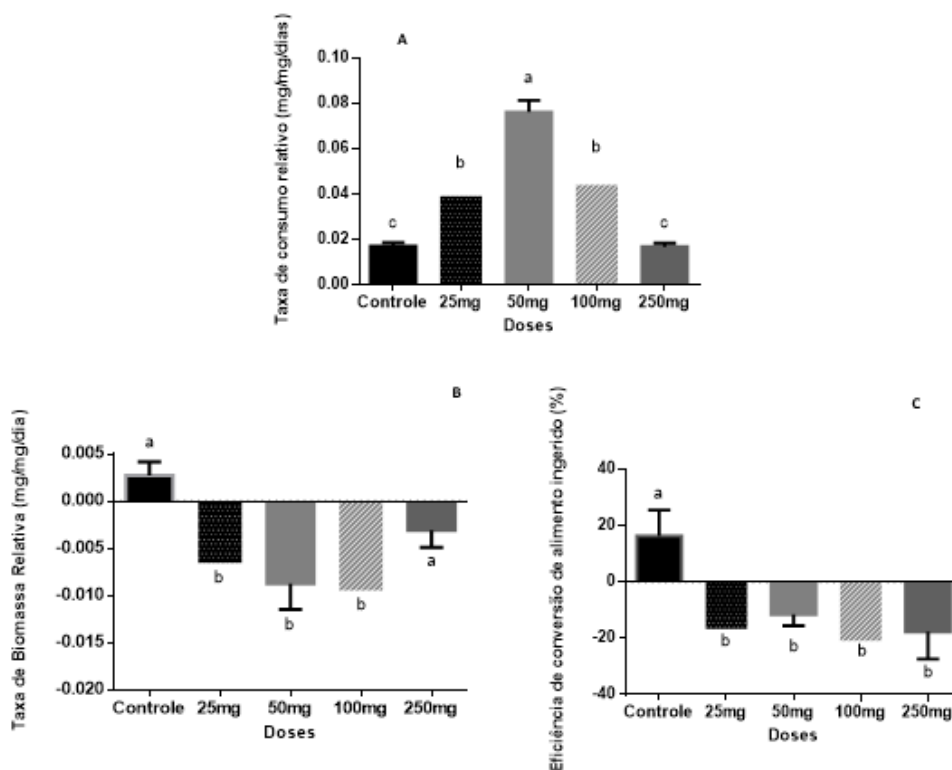 A
Taxa de consumo relativo (mg/mg/dias)
0.10
0.08
0.06
0.04
0.02
0.00
c
b
a
b
c
Controle 25mg 50mg 100mg 250mg
Doses
B
Taxa de Biomassa Relativa (mg/mg/dia)
0.005
0.000
-0.005
-0.010
-0.015
-0.020
a
b
b
b
a
Controle 25mg 50mg 100mg 250mg
Doses
C
Eficiência de conversão de alimento ingerido (%)
40
20
0
-20
-40
a
b
b
b
b
Controle 25mg 50mg 100mg 250mg
Doses